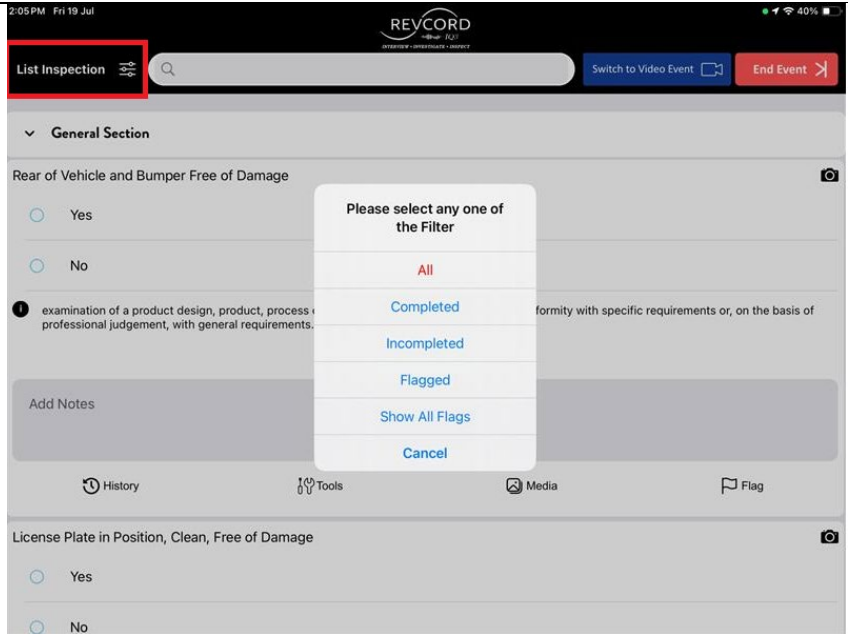 2:05 PM Fri 19 Jul
40%
REVCORD
IQ3
INTERVIEW • INVESTIGATE • INSPECT
List Inspection
Switch to Video Event
End Event
General Section
Rear of Vehicle and Bumper Free of Damage
Yes
No
examination of a product design, product, process
formity with specific requirements or, on the basis of
professional judgement, with general requirements.
Please select any one of
the Filter
All
Completed
Incompleted
Flagged
Show All Flags
Cancel
Add Notes
History
Tools
Media
Flag
License Plate in Position, Clean, Free of Damage
Yes
No